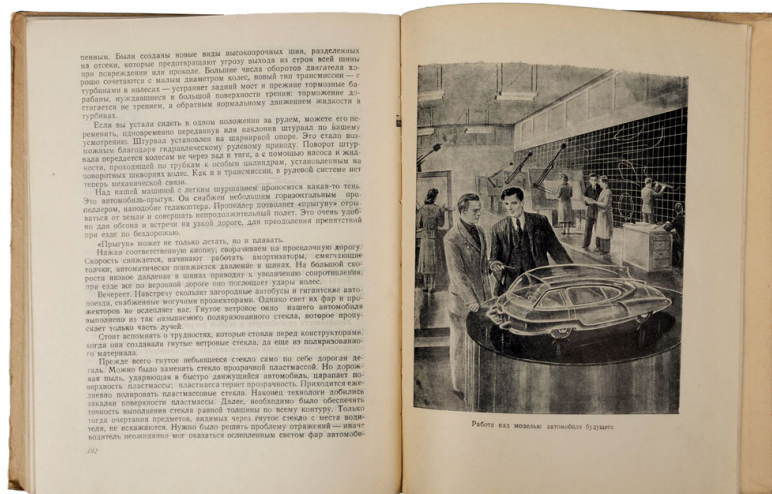 пенным. Были созданы новые виды высокопрочных шин, разделенных
на отсеки, которые предотвращают угрозу выхода из строя всей шины
при повреждении или проколе. Большие числа оборотов двигателя хо-
рошо сочетаются с малым диаметром колес, новый тип трансмиссии — с
турбинами в колесах — устраняет задний мост и прежние тормозные ба-
рабаны, нуждавшиеся в большой поверхности трения: торможение до-
стигается не трением, а обратным нормальному движением жидкости в
турбинах.
Если вы устали сидеть в одном положении за рулем, можете его пе-
ременить, одновременно передвинув или наклонив штурвал по вашему
усмотрению. Штурвал установлен на шарнирной опоре. Это стало воз-
можным благодаря гидравлическому рулевому приводу. Поворот штур-
вала передается колесам не через вал и тяги, а с помощью насоса и жид-
кости, проходящей по трубкам к особым цилиндрам, установленным на
поворотных шкворнях колес. Как и в трансмиссии, в рулевой системе нет
теперь механической связи.
Над вашей машиной с легким шуршанием проносится какая-то тень.
Это автомобиль-прыгун. Он снабжен небольшим горизонтальным про-
пеллером, наподобие геликоптера. Пропеллер позволяет «прыгуну» отры-
ваться от земли и совершать непродолжительный полет. Это очень удоб-
но для обгона и встречи на узкой дороге, для преодоления препятствий
при езде по бездорожью.
«Прыгун» может не только летать, но и плавать.
Нажав соответственную кнопку, сворачиваем на проселочную дорогу.
Скорость снижается, начинают работать амортизаторы, смягчающие
толчки; автоматически понижается давление в шинах. На большой ско-
рости низкое давление в шинах приводит к увеличению сопротивления;
при езде же по неровной дороге оно поглощает удары колес.
Вечереет. Навстречу скользят загородные автобусы и гигантские авто-
поезда, снабженные могучими прожекторами. Однако свет их фар и про-
жекторов не ослепляет вас. Гнутое ветровое окно вашего автомобиля
выполнено из так называемого поляризованного стекла, которое пропу-
скает только часть лучей.
Стоит вспомнить о трудностях, которые стояли перед конструкторами,
когда они создавали гнутые ветровые стекла, да еще из поляризованно-
го материала.
Прежде всего гнутое небьющееся стекло само по себе дорогая де-
таль. Можно было заменить стекло прозрачной пластмассой. Но дорож-
ная пыль, ударяющая в быстро движущийся автомобиль, царапает по-
верхность пластмассы; пластмасса теряет прозрачность. Приходится еже-
дневно полировать пластмассовые стекла. Наконец технологи добились
закалки поверхности пластмассы. Далее, необходимо было обеспечить
точность выполнения стекла равной толщины по всему контуру. Только
тогда очертания предметов, видимых через гнутое стекло с места води-
теля, не искажаются. Нужно было решить проблему отражений — иначе
водитель неожиданно мог оказаться ослепленным светом фар автомоби-
192
Работа над моделью автомобиля будущего.